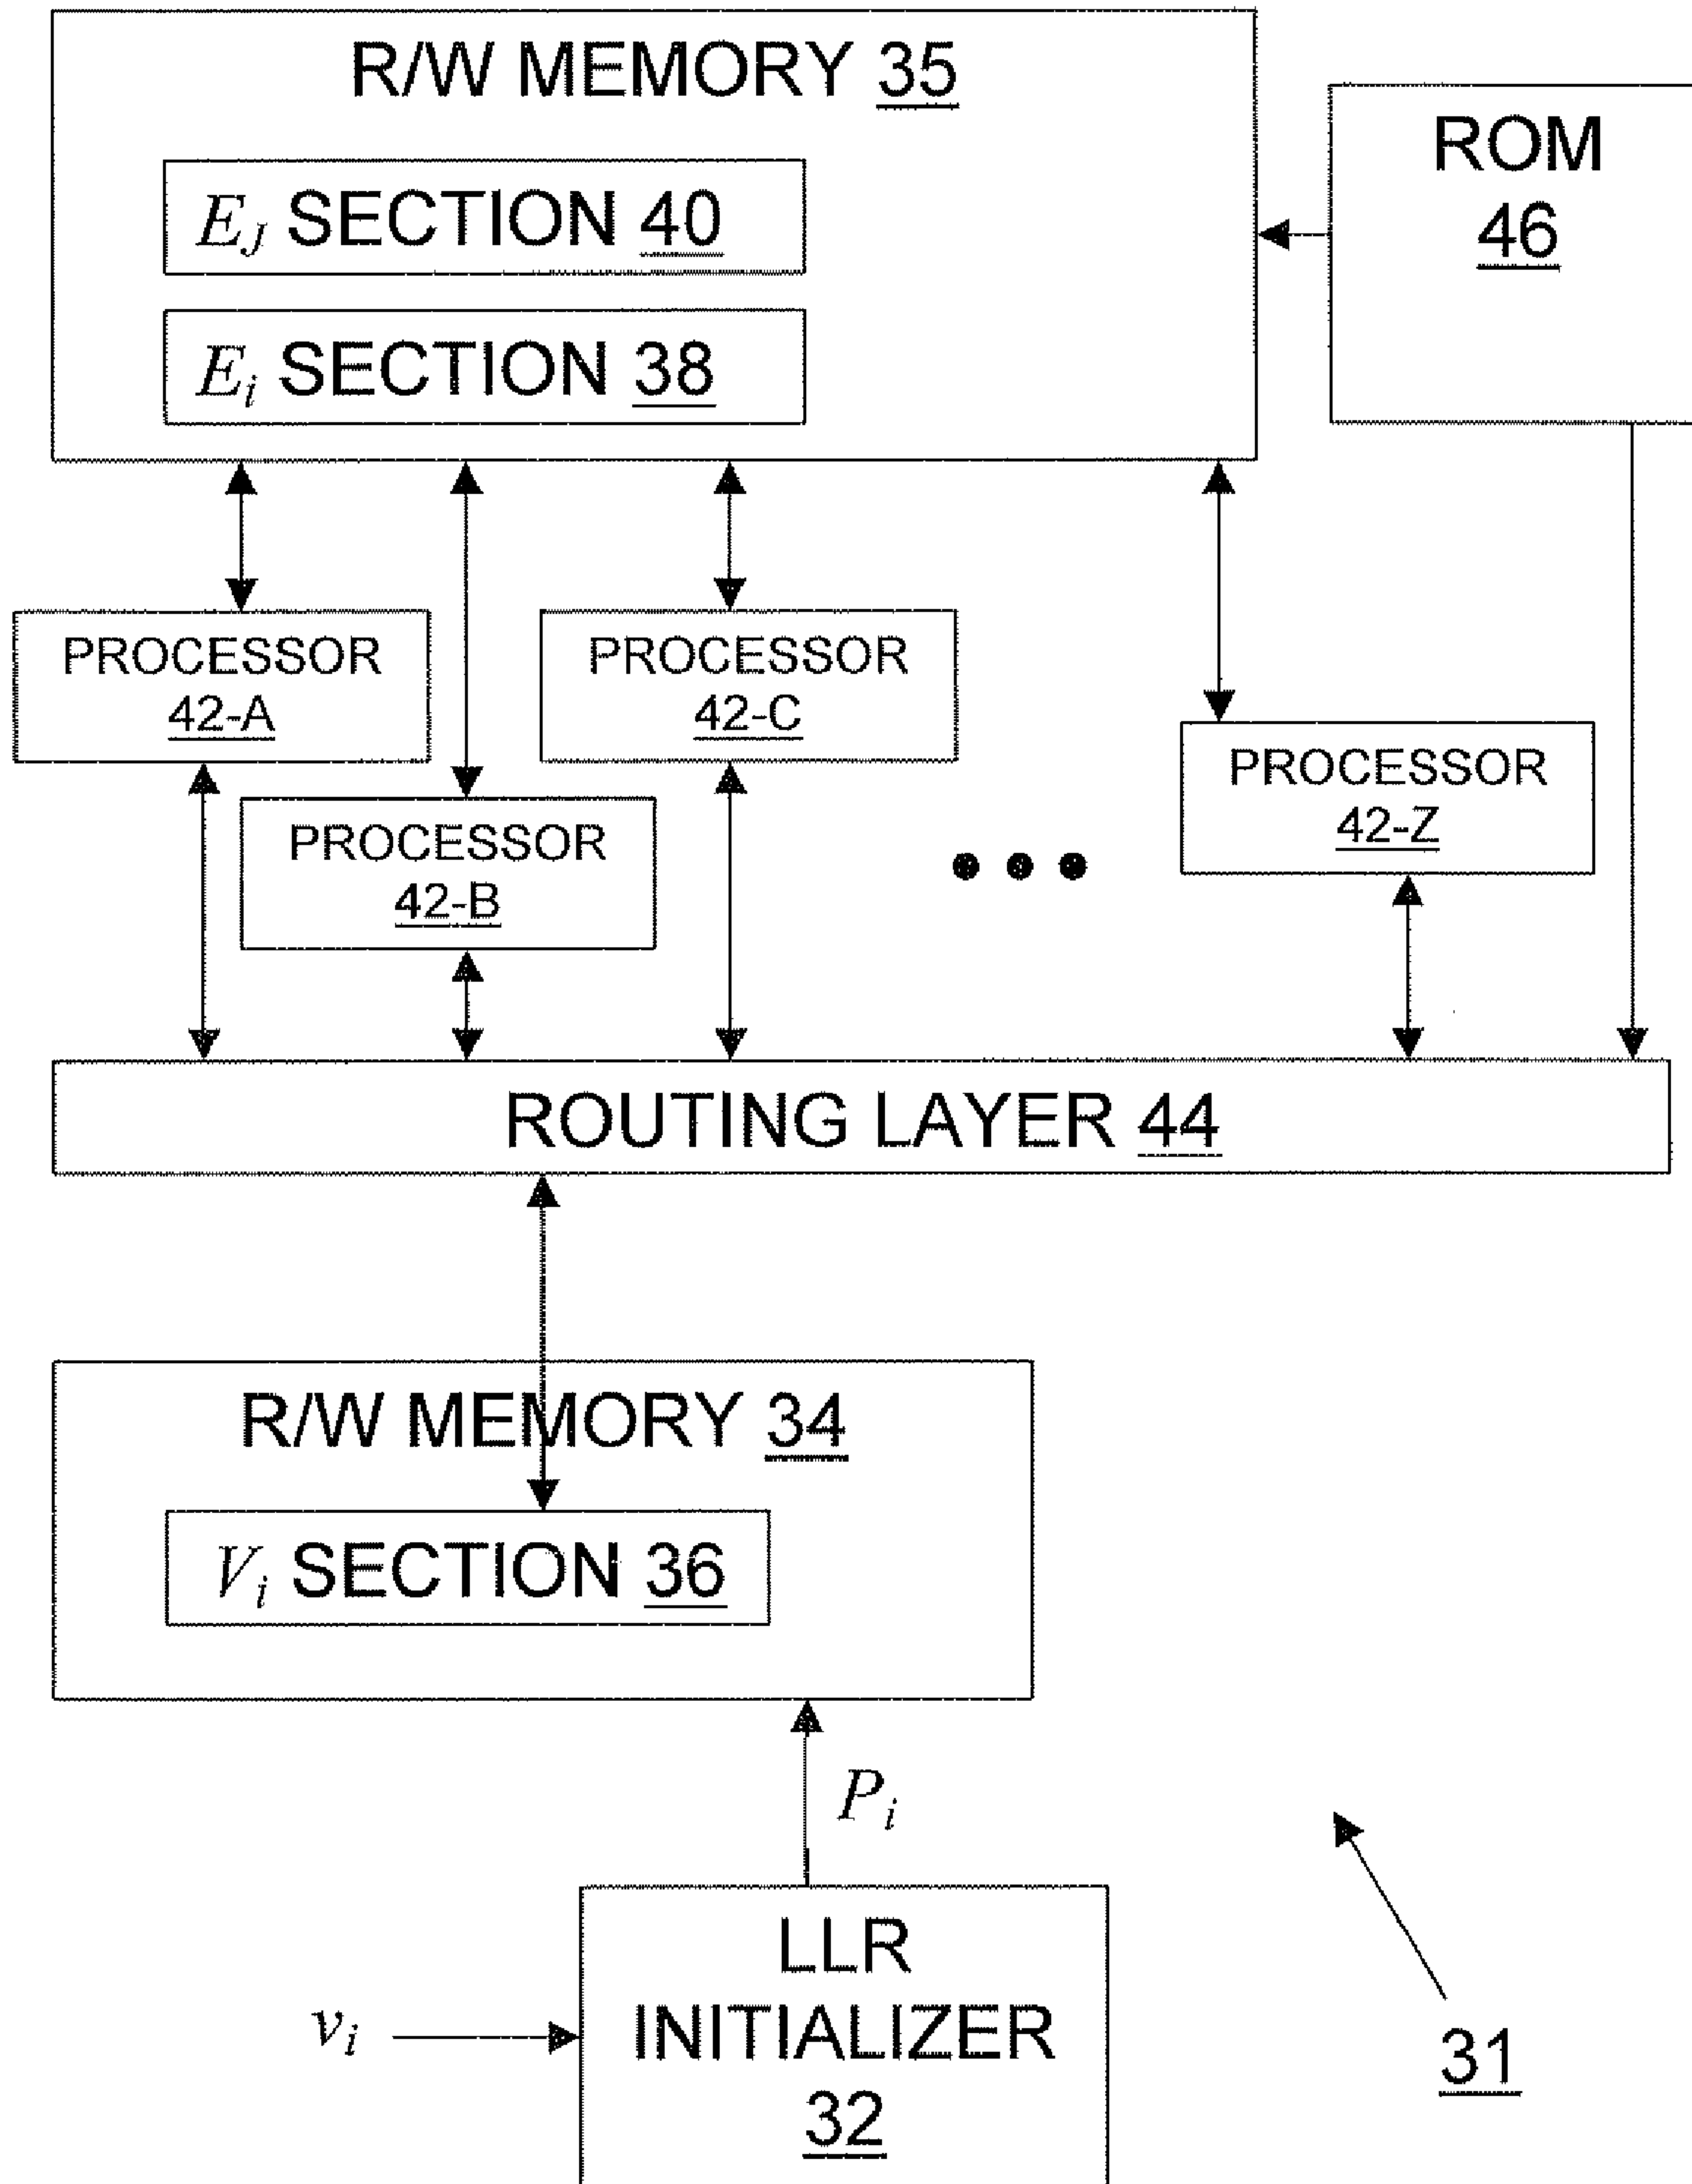 R/W MEMORY 35
E_J SECTION 40
E_i SECTION 38
ROM
46
PROCESSOR
42-A
PROCESSOR
42-B
PROCESSOR
42-C
PROCESSOR
42-Z
ROUTING LAYER 44
R/W MEMORY 34
V_i SECTION 36
P_i
v_i
LLR
INITIALIZER
32
31